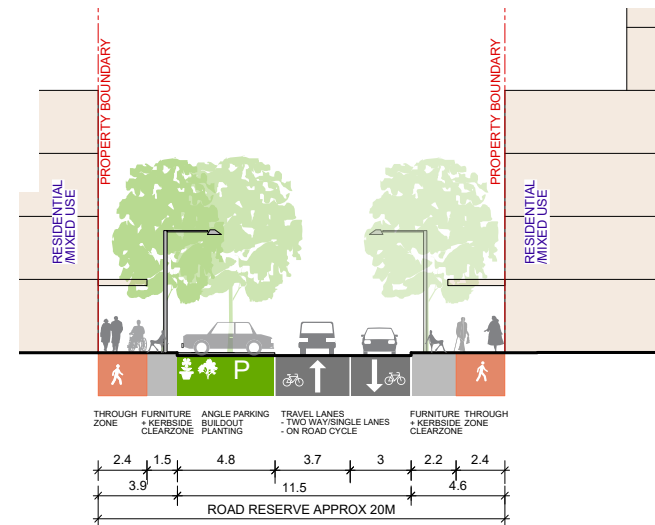 PROPERTY BOUNDARY
PROPERTY BOUNDARY
RESIDENTIAL
/MIXED USE
RESIDENTIAL
/MIXED USE
P
THROUGH
ZONE
FURNITURE
+ KERBSIDE
CLEARZONE
ANGLE PARKING
BUILDOUT
PLANTING
TRAVEL LANES
- TWO WAY/SINGLE LANES
- ON ROAD CYCLE
FURNITURE
+ KERBSIDE
CLEARZONE
THROUGH
ZONE
2.4 1.5 4.8 3.7 3 2.2 2.4
3.9 11.5 4.6
ROAD RESERVE APPROX 20M